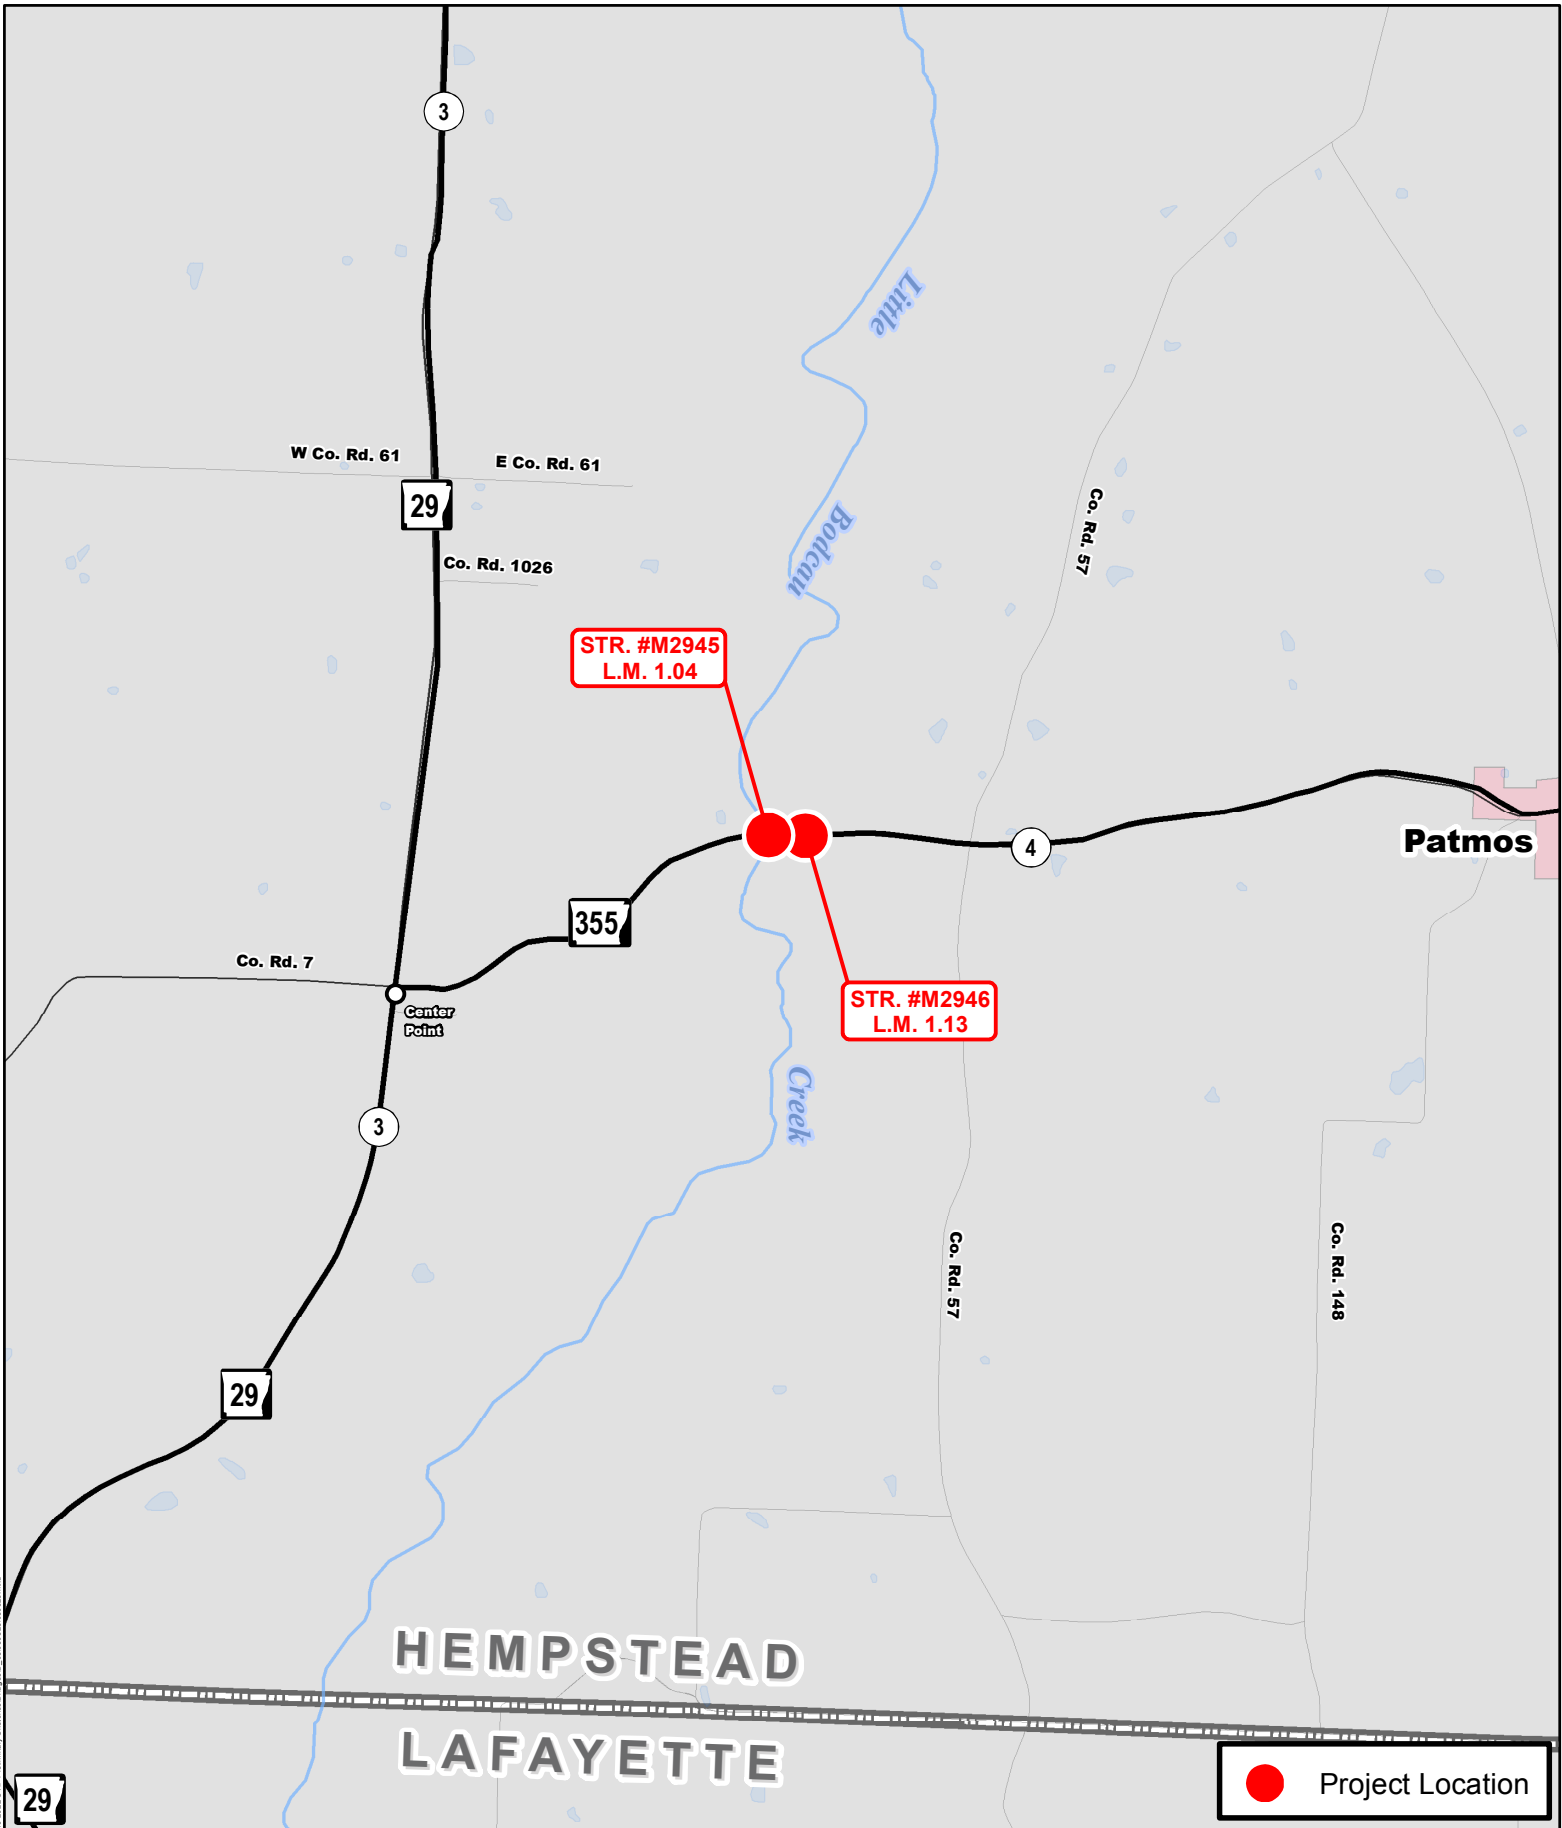 3
Little
W Co. Rd. 61
E Co. Rd. 61
29
Bodcau
Co. Rd. 57
Co. Rd. 1026
STR. #M2945
L.M. 1.04
4
Patmos
355
Co. Rd. 7
Center
Point
STR. #M2946
L.M. 1.13
Creek
3
Co. Rd. 57
Co. Rd. 148
29
HEMPSTEAD
LAFAYETTE
29
Project Location